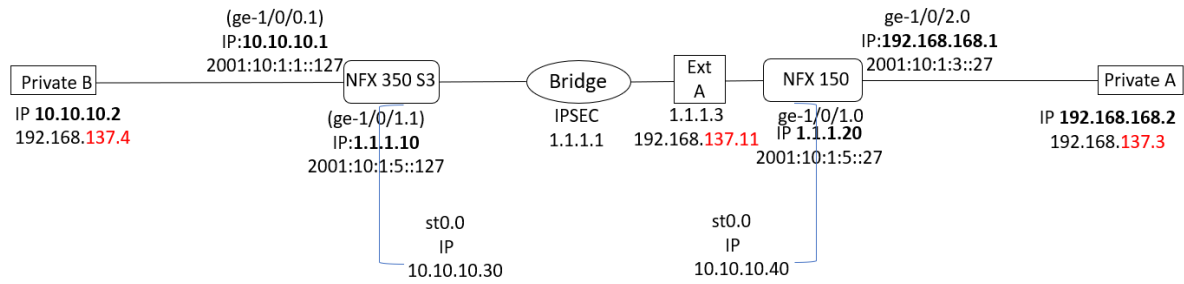 (ge-1/0/0.1)
IP:10.10.10.1
2001:10:1:1::127
ge-1/0/2.0
IP:192.168.168.1
2001:10:1:3::27
Private B
NFX 350 S3
Bridge
Ext
A
NFX 150
Private A
IP 10.10.10.2
192.168.137.4
(ge-1/0/1.1)
IP:1.1.1.10
2001:10:1:5::127
IPSEC
1.1.1.1
1.1.1.3
192.168.137.11
ge-1/0/1.0
IP 1.1.1.20
2001:10:1:5::27
IP 192.168.168.2
192.168.137.3
st0.0
IP
10.10.10.30
st0.0
IP
10.10.10.40